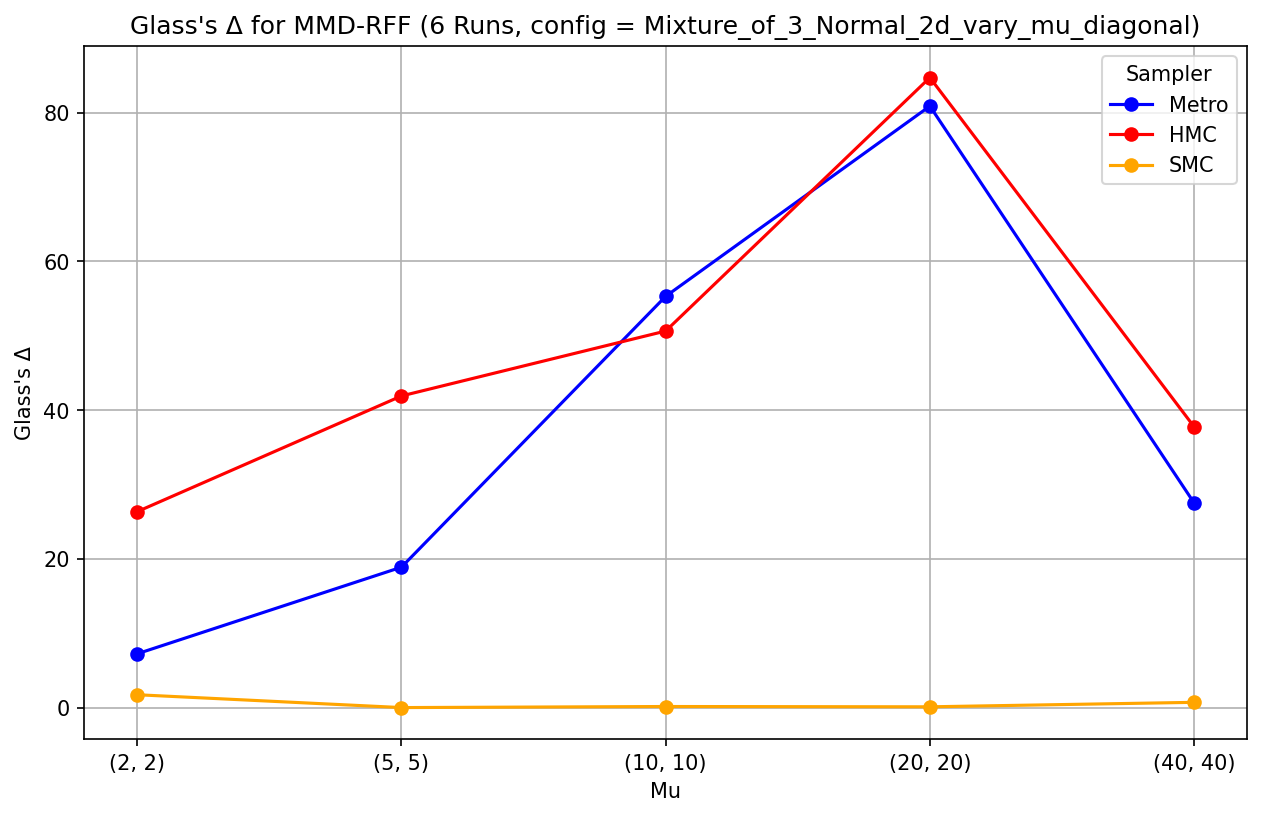 Glass's Δ for MMD-RFF (6 Runs, config = Mixture_of_3_Normal_2d_vary_mu_diagonal)
Sampler
Metro
HMC
SMC
Glass's Δ
80
60
40
20
0
(2, 2)
(5, 5)
(10, 10)
(20, 20)
(40, 40)
Mu